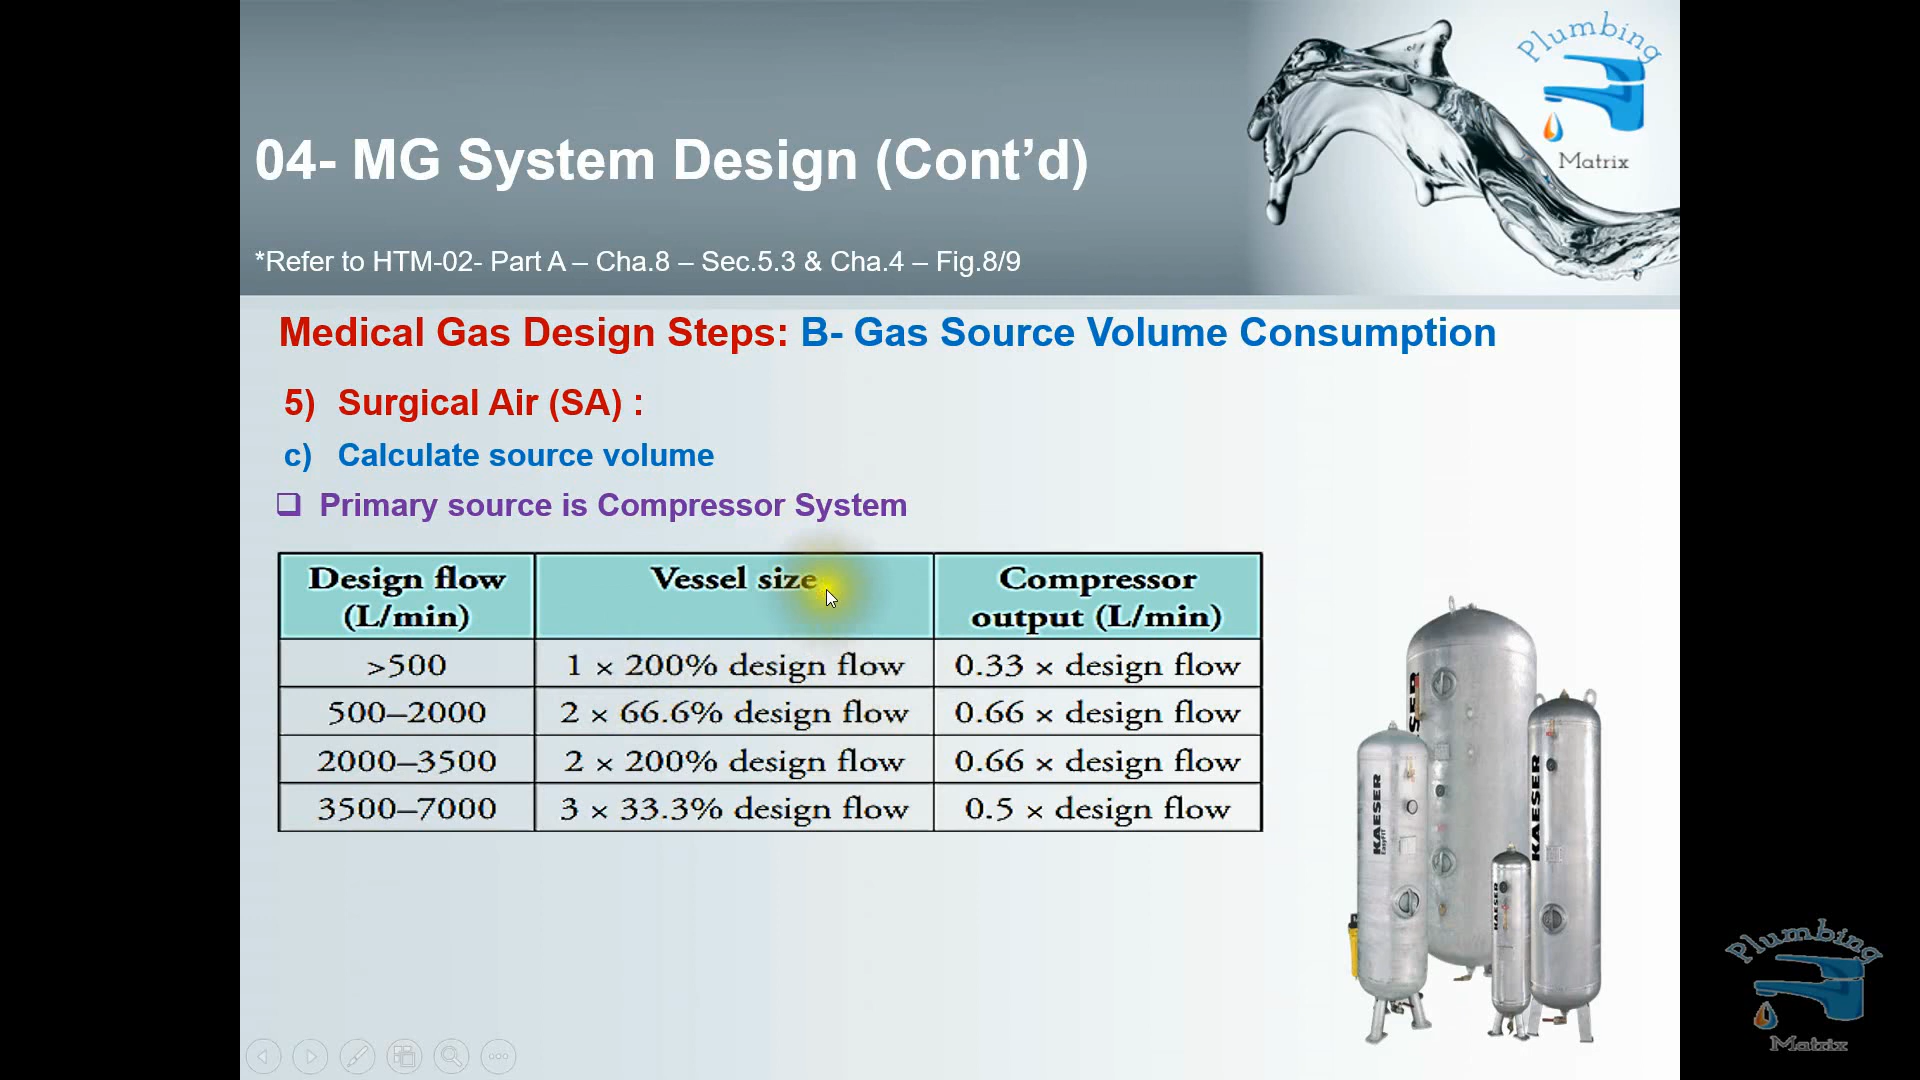 Plumbing
Matrix
04- MG System Design (Cont’d)
*Refer to HTM-02- Part A – Cha.8 – Sec.5.3 & Cha.4 – Fig.8/9
Medical Gas Design Steps: B- Gas Source Volume Consumption
5) Surgical Air (SA) :
c) Calculate source volume
❑ Primary source is Compressor System
Design flow (L/min) Vessel size Compressor output (L/min)
>500 1 × 200% design flow 0.33 × design flow
500–2000 2 × 66.6% design flow 0.66 × design flow
2000–3500 2 × 200% design flow 0.66 × design flow
3500–7000 3 × 33.3% design flow 0.5 × design flow
KAESER
KAESER
KAESER
Plumbing
Matrix